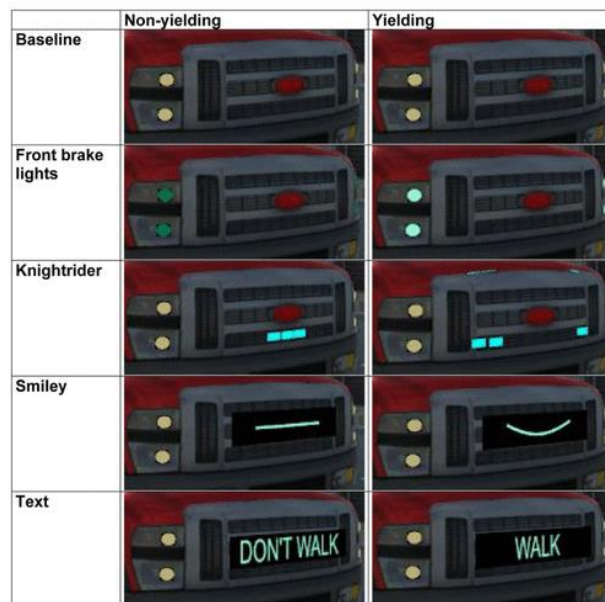 Non-yielding Yielding
Baseline
Front brake
lights
Knightrider
Smiley
Text
DON'T WALK WALK